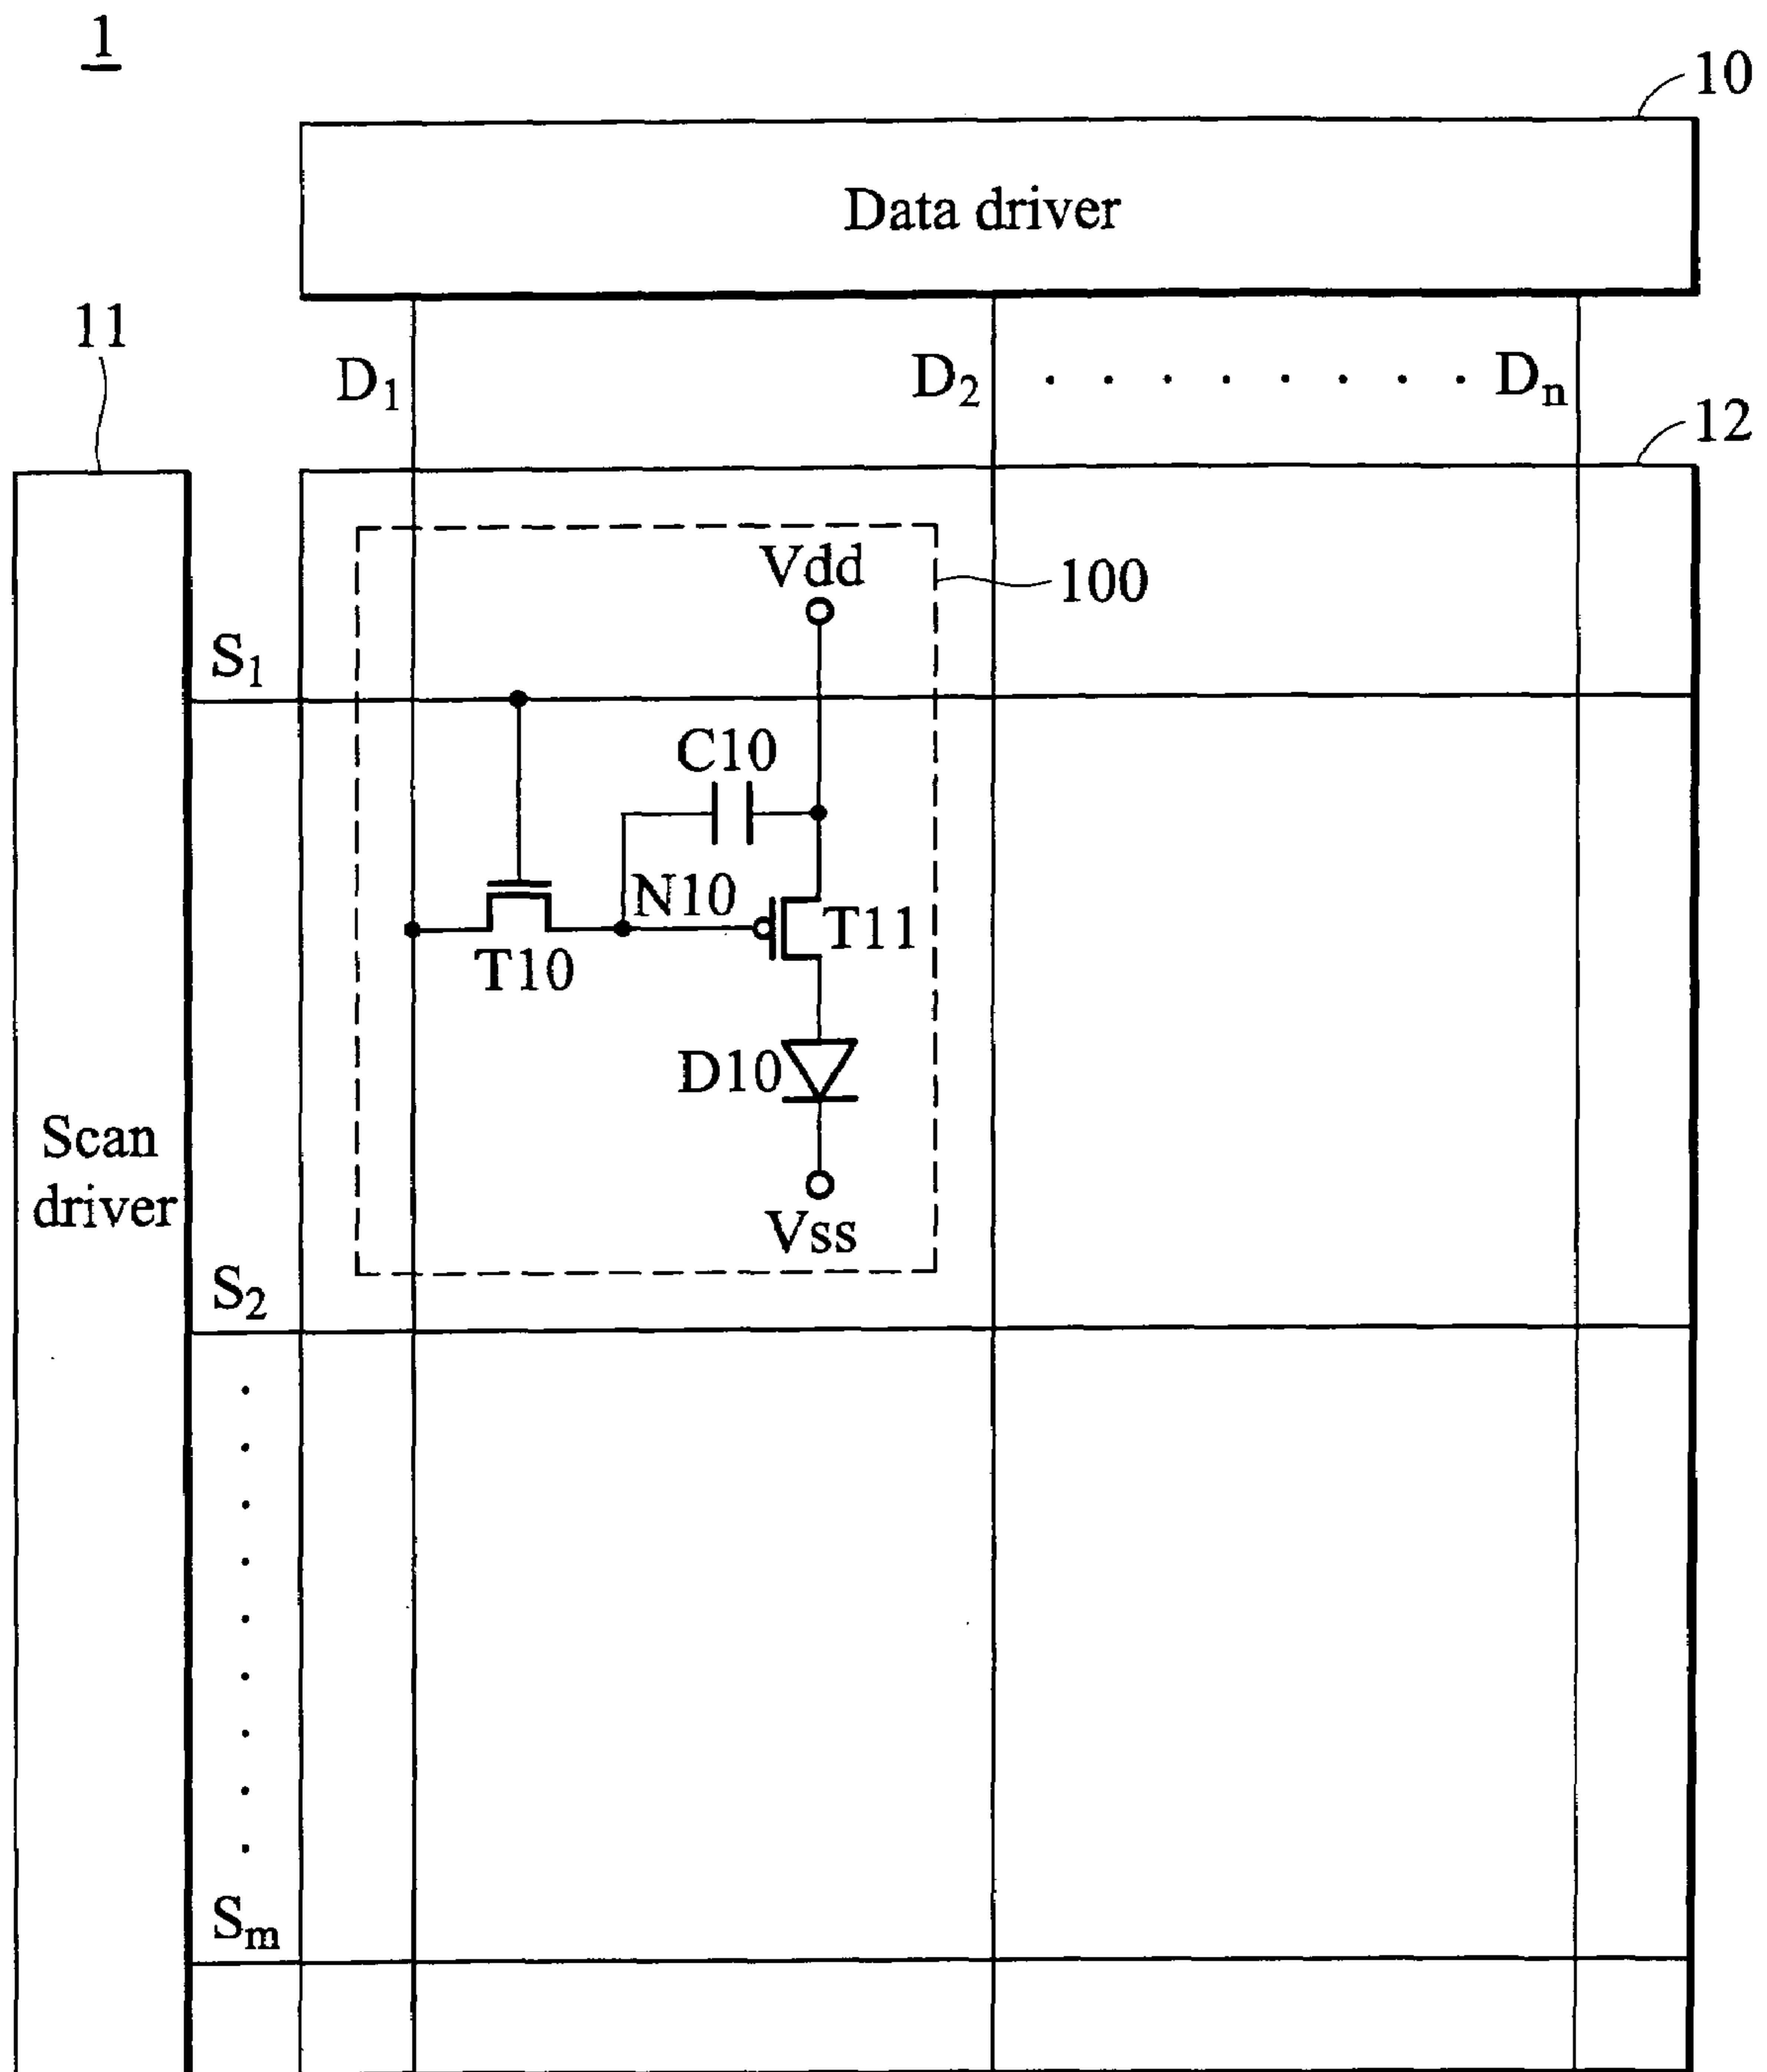 1
10
Data driver
11
D₁
D₂ ........ Dₙ
12
Vdd
100
S₁
C10
N10
T11
T10
D10
Scan
driver
Vss
S₂
Sₘ